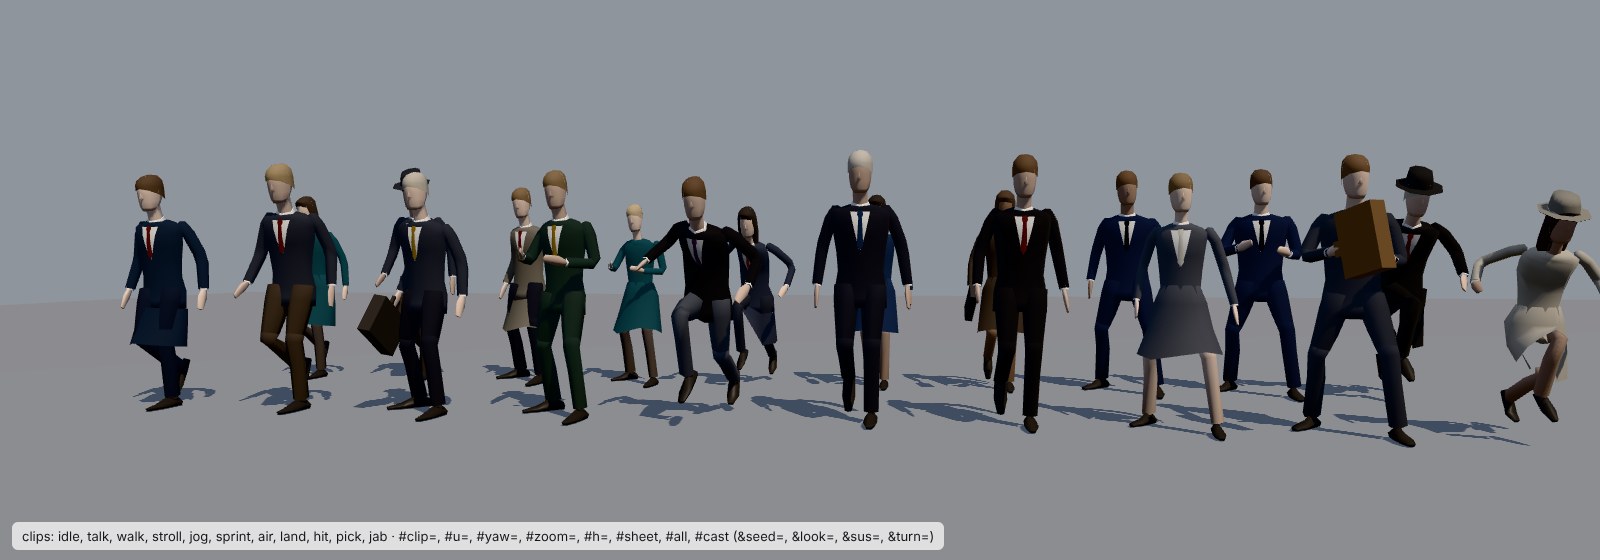 clips: idle, talk, walk, stroll, jog, sprint, air, land, hit, pick, jab · #clip=, #u=, #yaw=, #zoom=, #h=, #sheet, #all, #cast (&seed=, &look=, &sus=, &turn=)